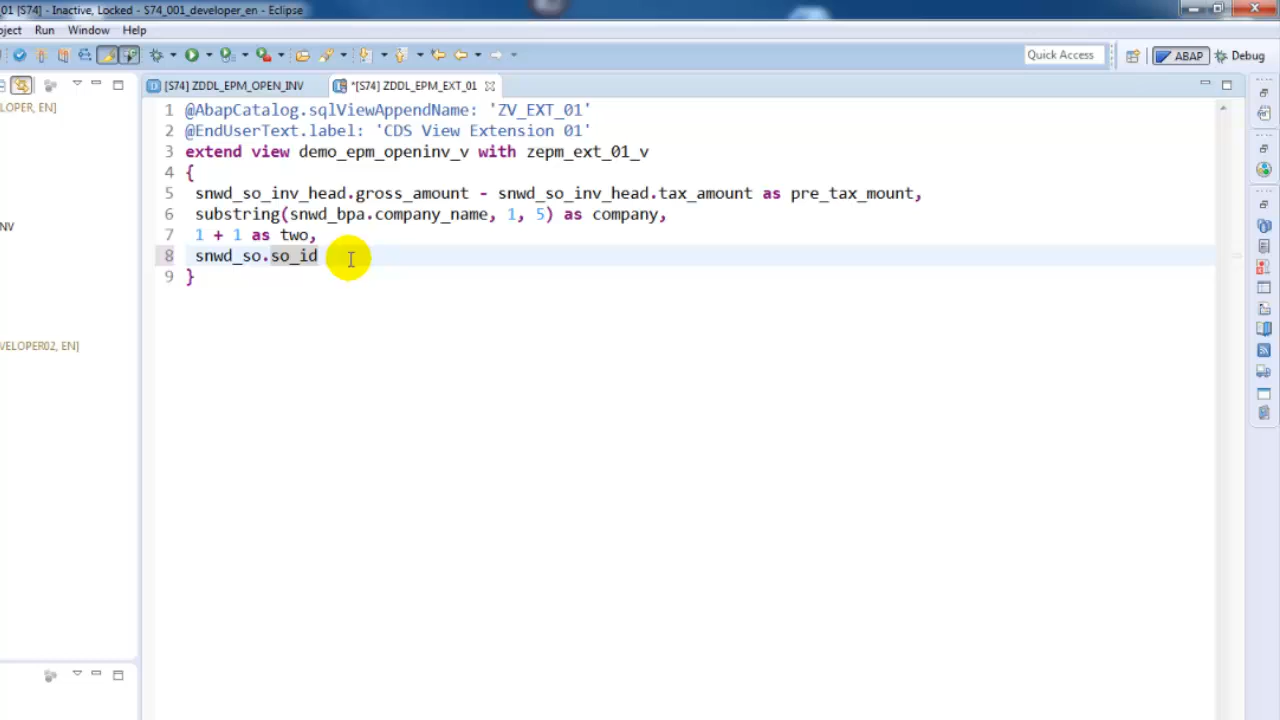 01 [S74] - Inactive, Locked - S74_001_developer_en - Eclipse
oject Run Window Help
Quick Access ABAP Debug
[S74] ZDDL_EPM_OPEN_INV *[S74] ZDDL_EPM_EXT_01
LOPER, EN]
NV
VELOPER02, EN]
1 @AbapCatalog.sqlViewAppendName: 'ZV_EXT_01'
2 @EndUserText.label: 'CDS View Extension 01'
3 extend view demo_epm_openinv_v with zepm_ext_01_v
4 {
5 snwd_so_inv_head.gross_amount - snwd_so_inv_head.tax_amount as pre_tax_mount,
6 substring(snwd_bpa.company_name, 1, 5) as company,
7 1 + 1 as two,
8 snwd_so.so_id
9 }